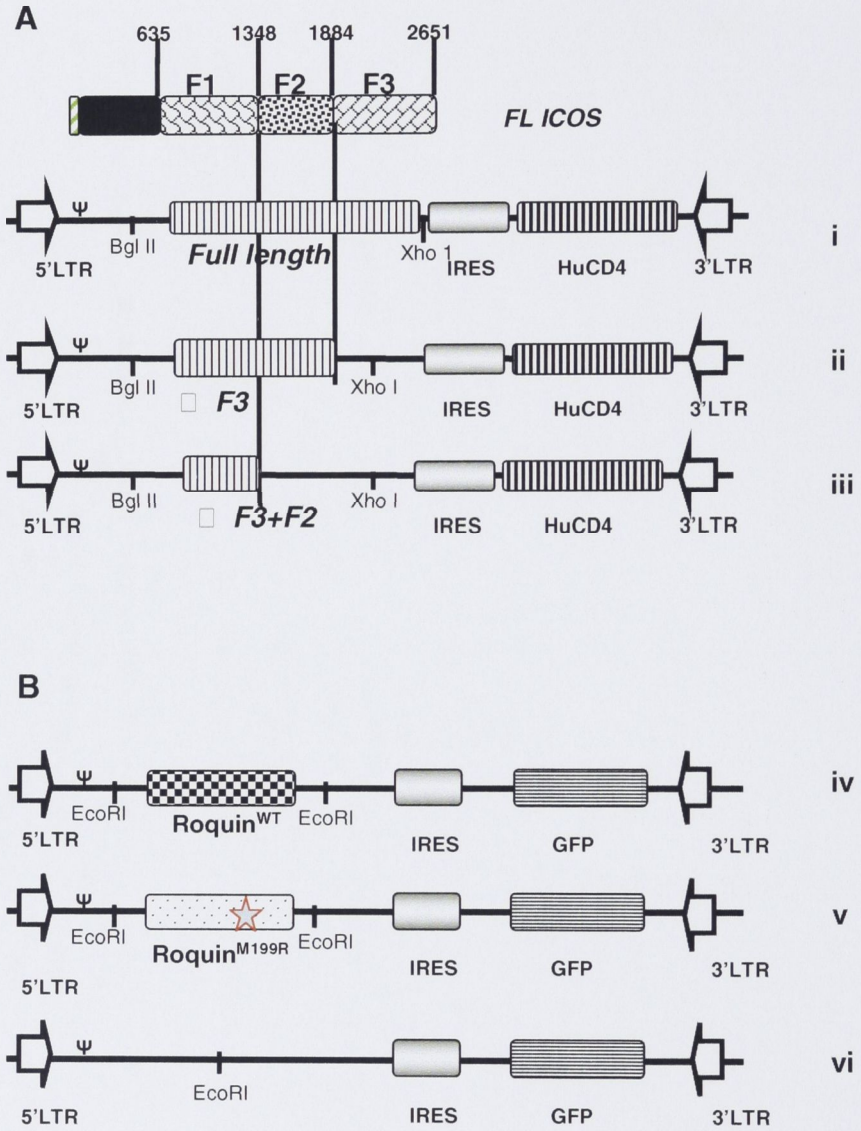 A
635 1348 1884 2651
F1 F2 F3
FL ICOS
Ψ
Bgl II Full length Xho 1
5'LTR IRES HuCD4 3'LTR
i
Ψ
Bgl II Xho I
□ F3
5'LTR IRES HuCD4 3'LTR
ii
Ψ
Bgl II Xho I
□ F3+F2
5'LTR IRES HuCD4 3'LTR
iii
B
Ψ
EcoRI Roquin^WT EcoRI
5'LTR IRES GFP 3'LTR
iv
Ψ
EcoRI Roquin^M199R EcoRI
IRES GFP 3'LTR
5'LTR
v
Ψ
EcoRI
5'LTR IRES GFP 3'LTR
vi